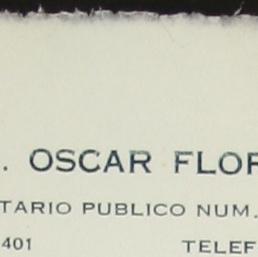 . OSCAR FLOR
TARIO PUBLICO NUM.
401 TELEF